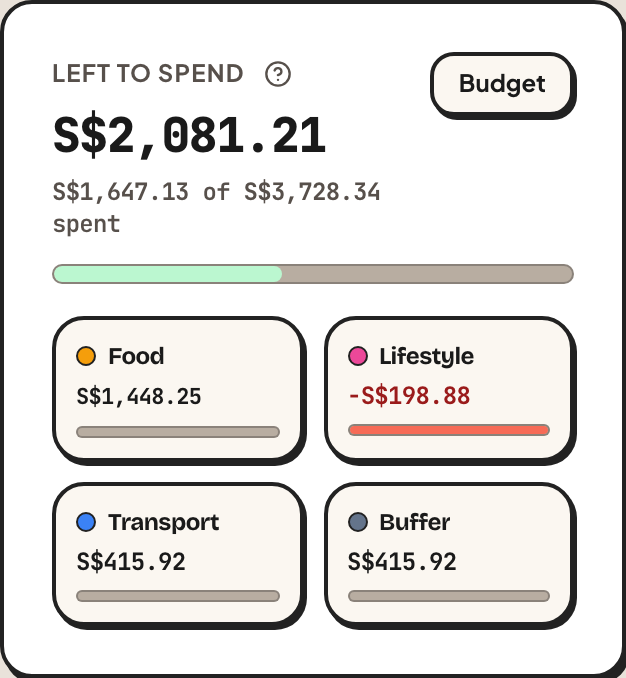 LEFT TO SPEND
Budget
S$2,081.21
S$1,647.13 of S$3,728.34
spent
Food
S$1,448.25
Lifestyle
-S$198.88
Transport
S$415.92
Buffer
S$415.92